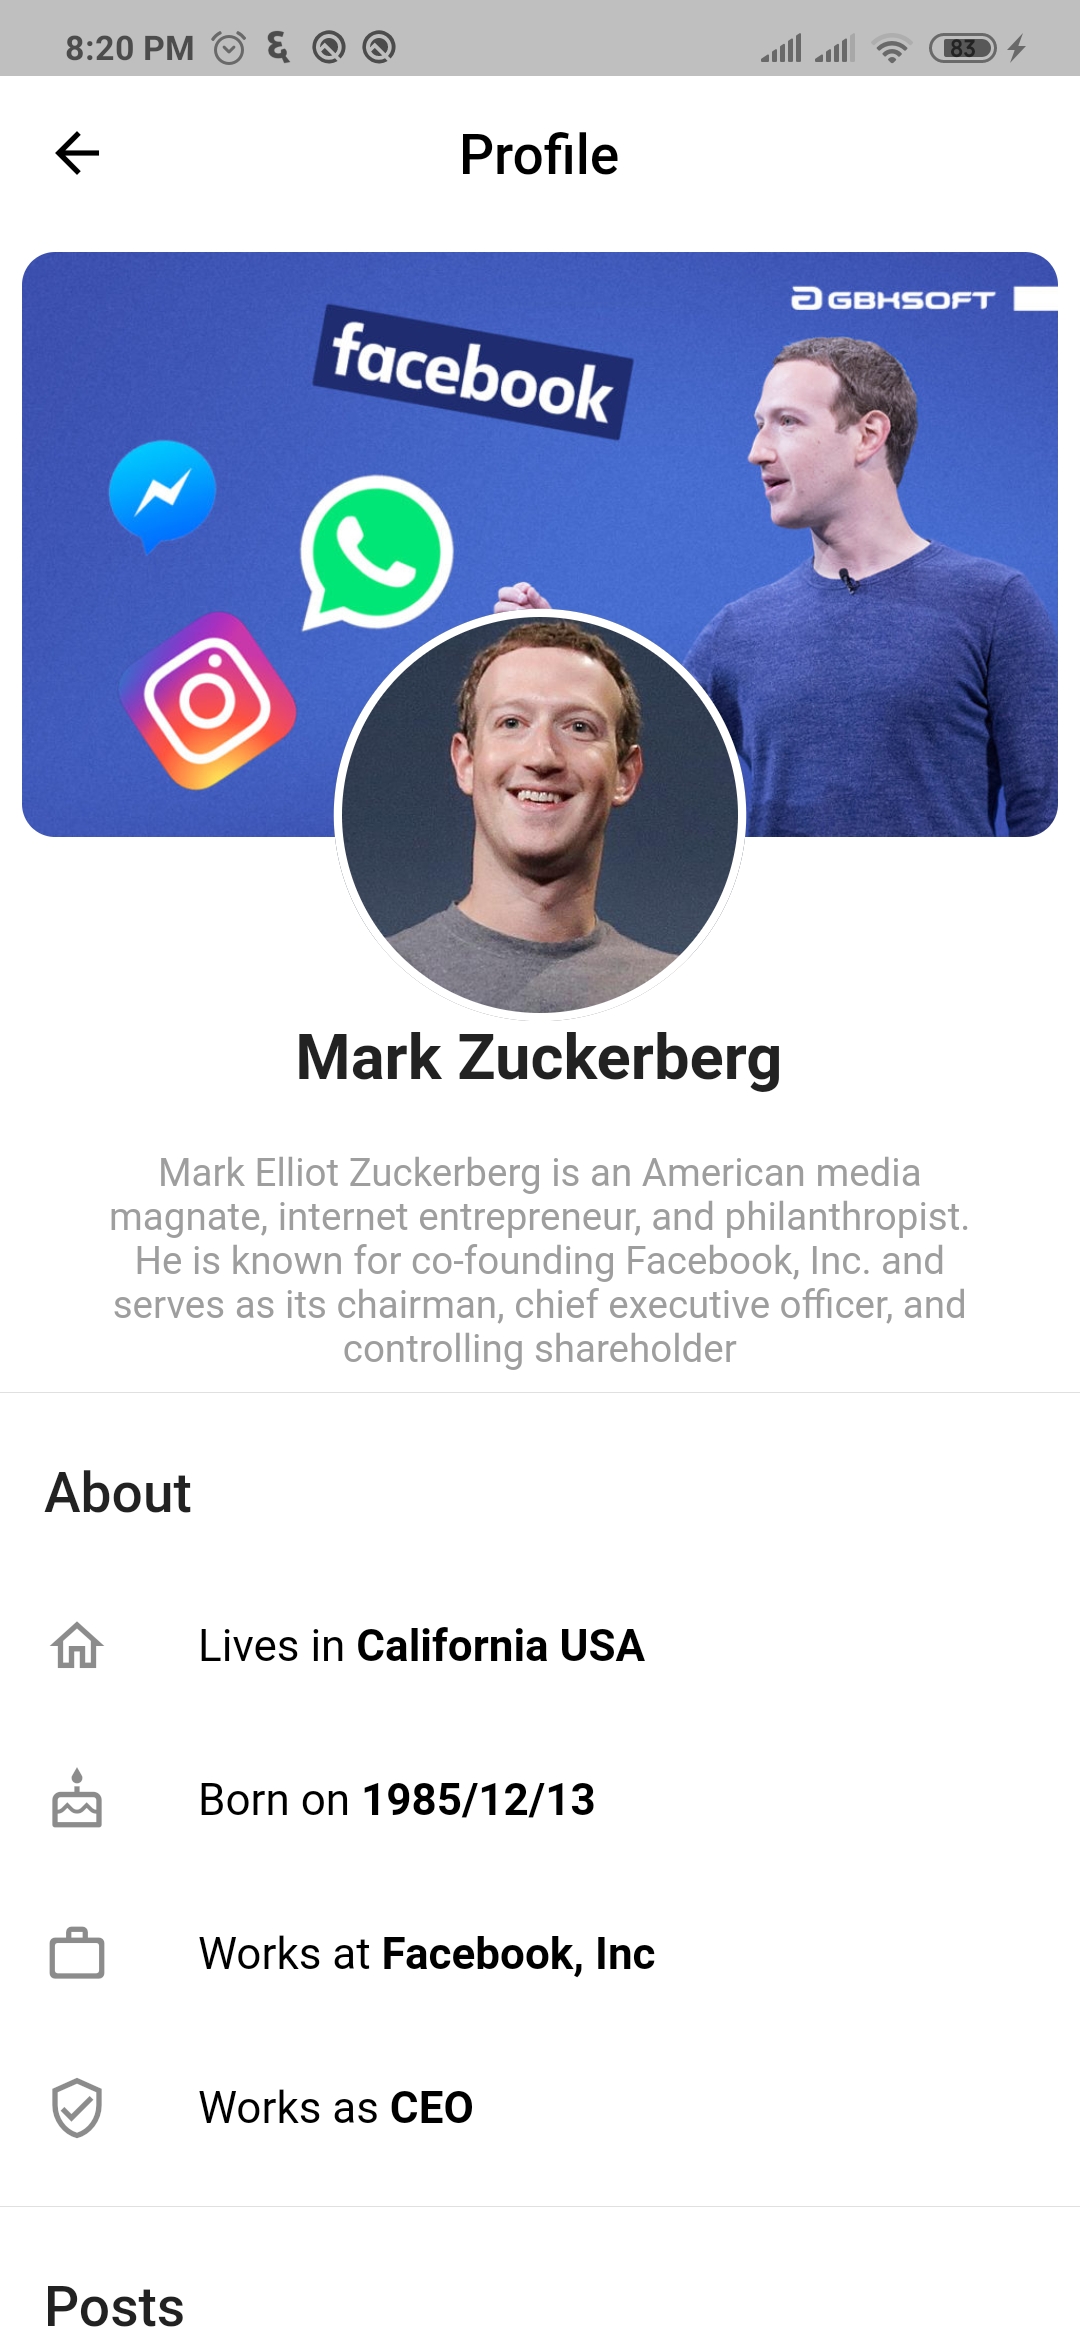 8:20 PM
83
Profile
GBKSOFT
facebook
Mark Zuckerberg
Mark Elliot Zuckerberg is an American media
magnate, internet entrepreneur, and philanthropist.
He is known for co-founding Facebook, Inc. and
serves as its chairman, chief executive officer, and
controlling shareholder
About
Lives in California USA
Born on 1985/12/13
Works at Facebook, Inc
Works as CEO
Posts